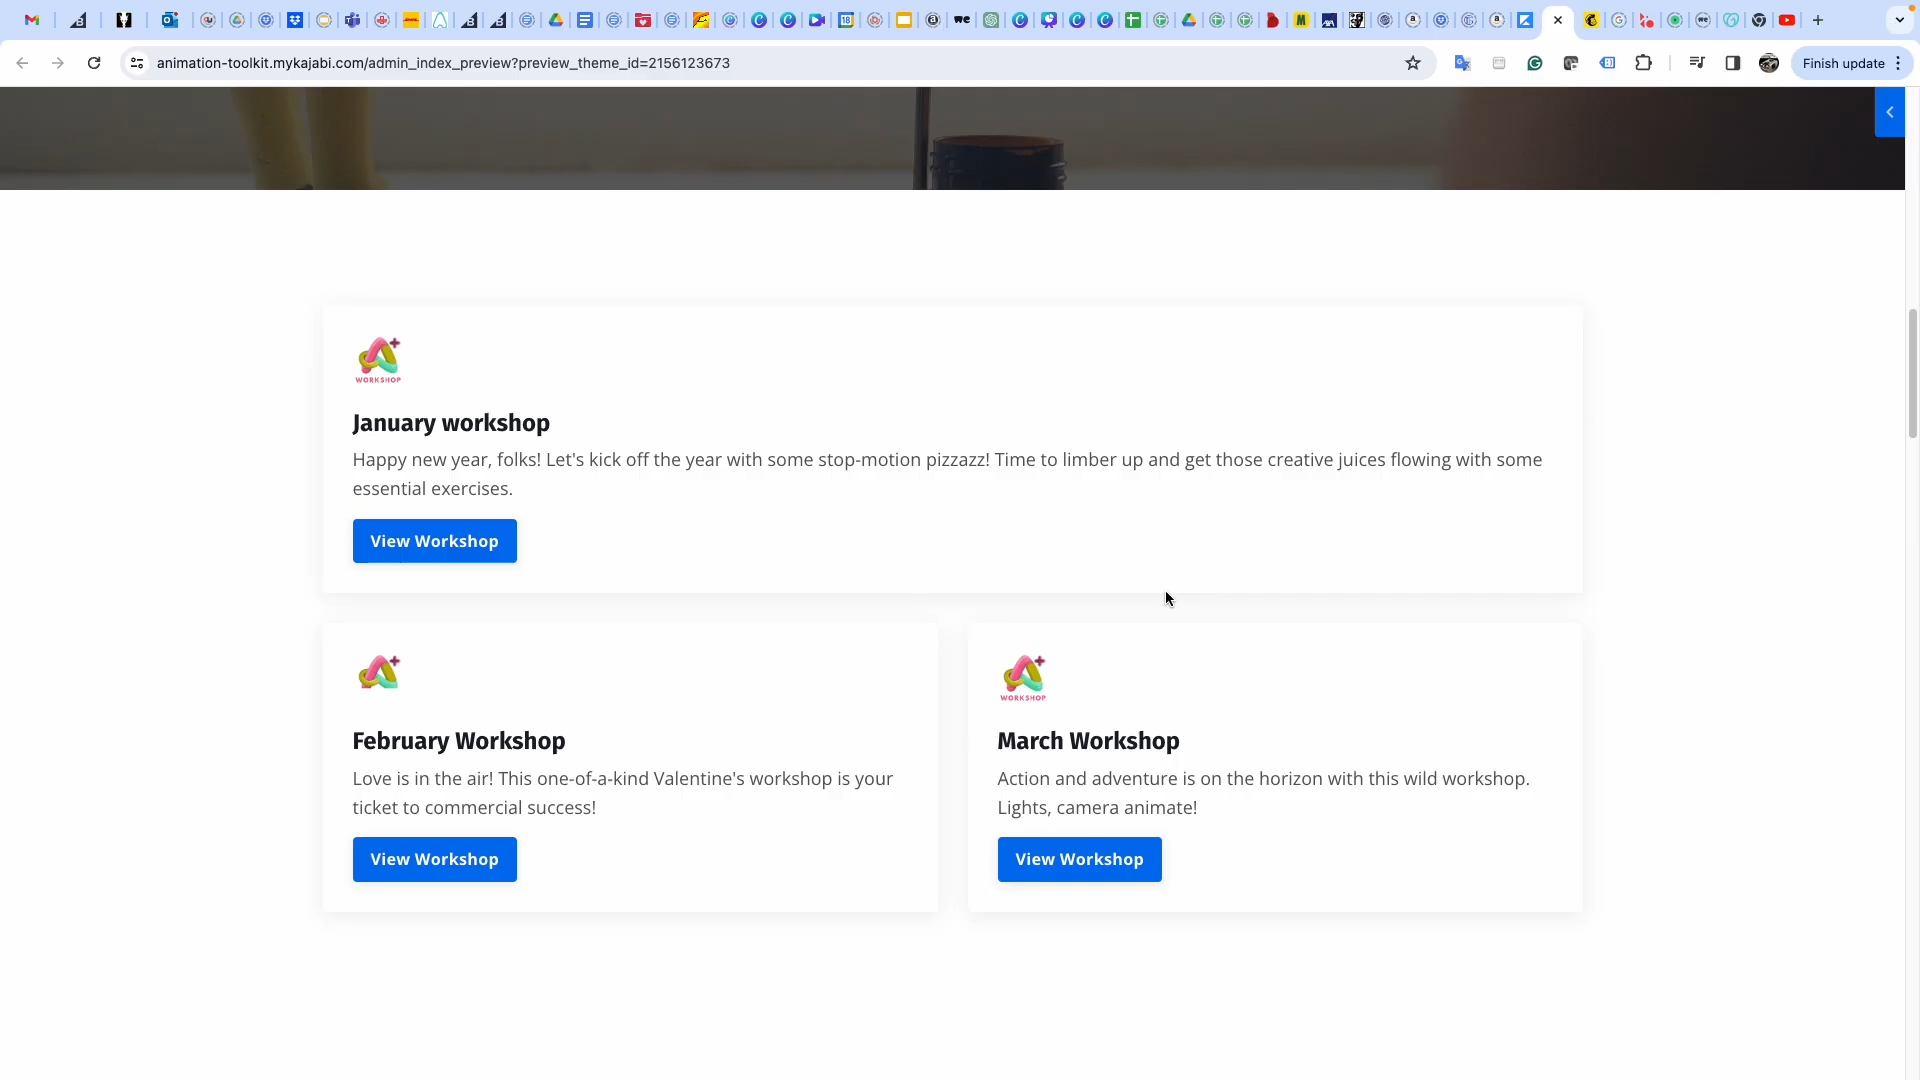 animation-toolkit.mykajabi.com/admin_index_preview?preview_theme_id=2156123673
Finish update
WORKSHOP
January workshop
Happy new year, folks! Let's kick off the year with some stop-motion pizzazz! Time to limber up and get those creative juices flowing with some
essential exercises.
View Workshop
WORKSHOP
February Workshop
March Workshop
Love is in the air! This one-of-a-kind Valentine's workshop is your
ticket to commercial success!
Action and adventure is on the horizon with this wild workshop.
Lights, camera animate!
View Workshop
View Workshop